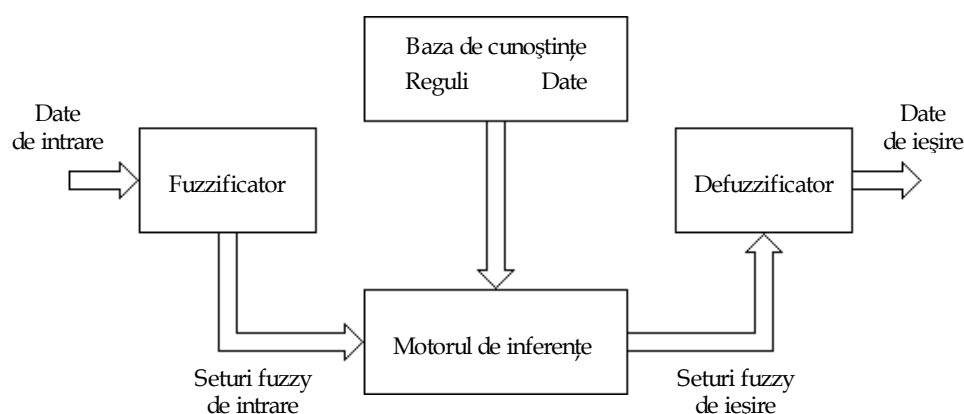 Baza de cunoştinţe
Reguli Date
Date
de intrare
Date
de ieşire
Fuzzificator
Defuzzificator
Motorul de inferenţe
Seturi fuzzy
de intrare
Seturi fuzzy
de ieşire